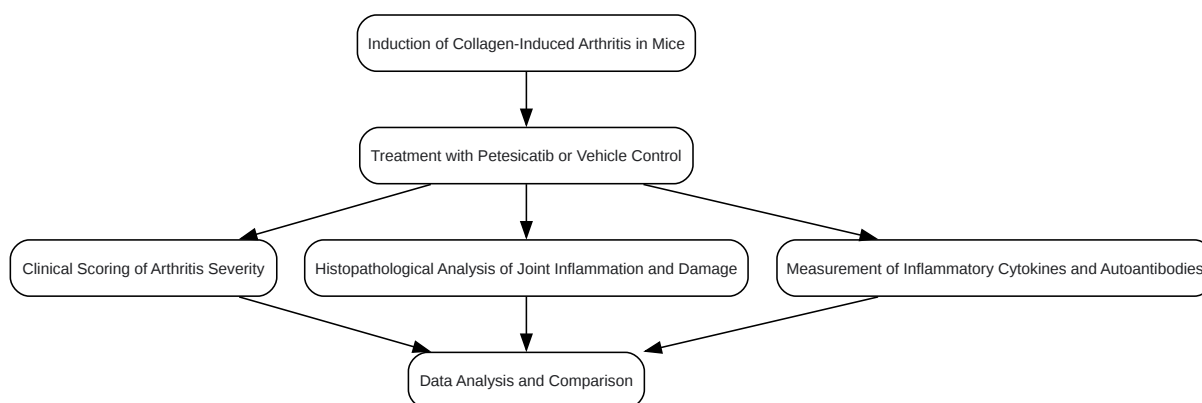 Induction of Collagen-Induced Arthritis in Mice
Treatment with Petesicatib or Vehicle Control
Clinical Scoring of Arthritis Severity
Histopathological Analysis of Joint Inflammation and Damage
Measurement of Inflammatory Cytokines and Autoantibodies
Data Analysis and Comparison